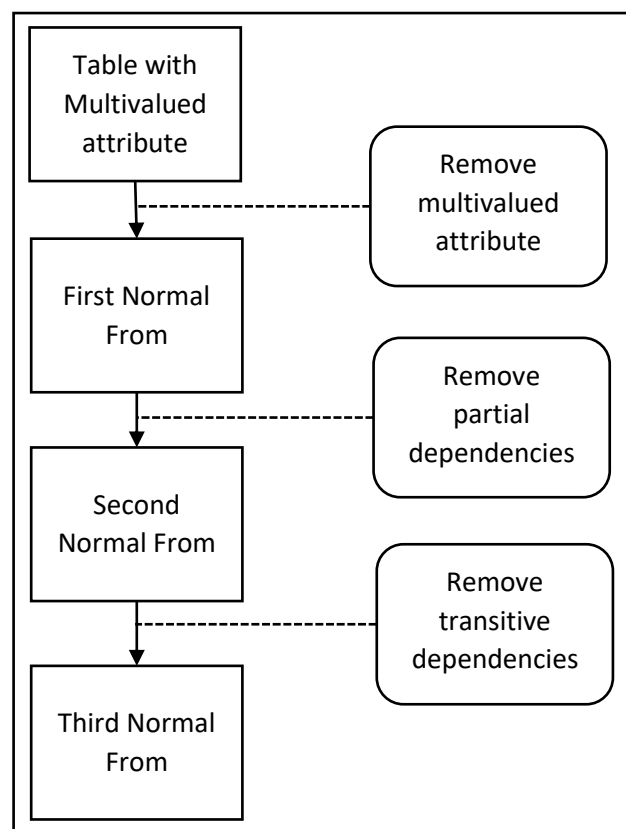 Table with
Multivalued
attribute
Remove
multivalued
attribute
First Normal
From
Remove
partial
dependencies
Second
Normal From
Remove
transitive
dependencies
Third Normal
From